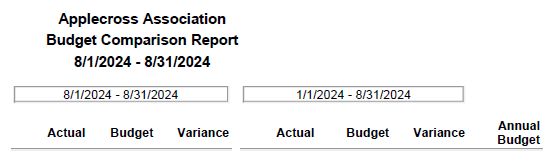 Applecross Association
Budget Comparison Report
8/1/2024 - 8/31/2024
8/1/2024 - 8/31/2024 1/1/2024 - 8/31/2024
Actual Budget Variance Actual Budget Variance Annual
Budget